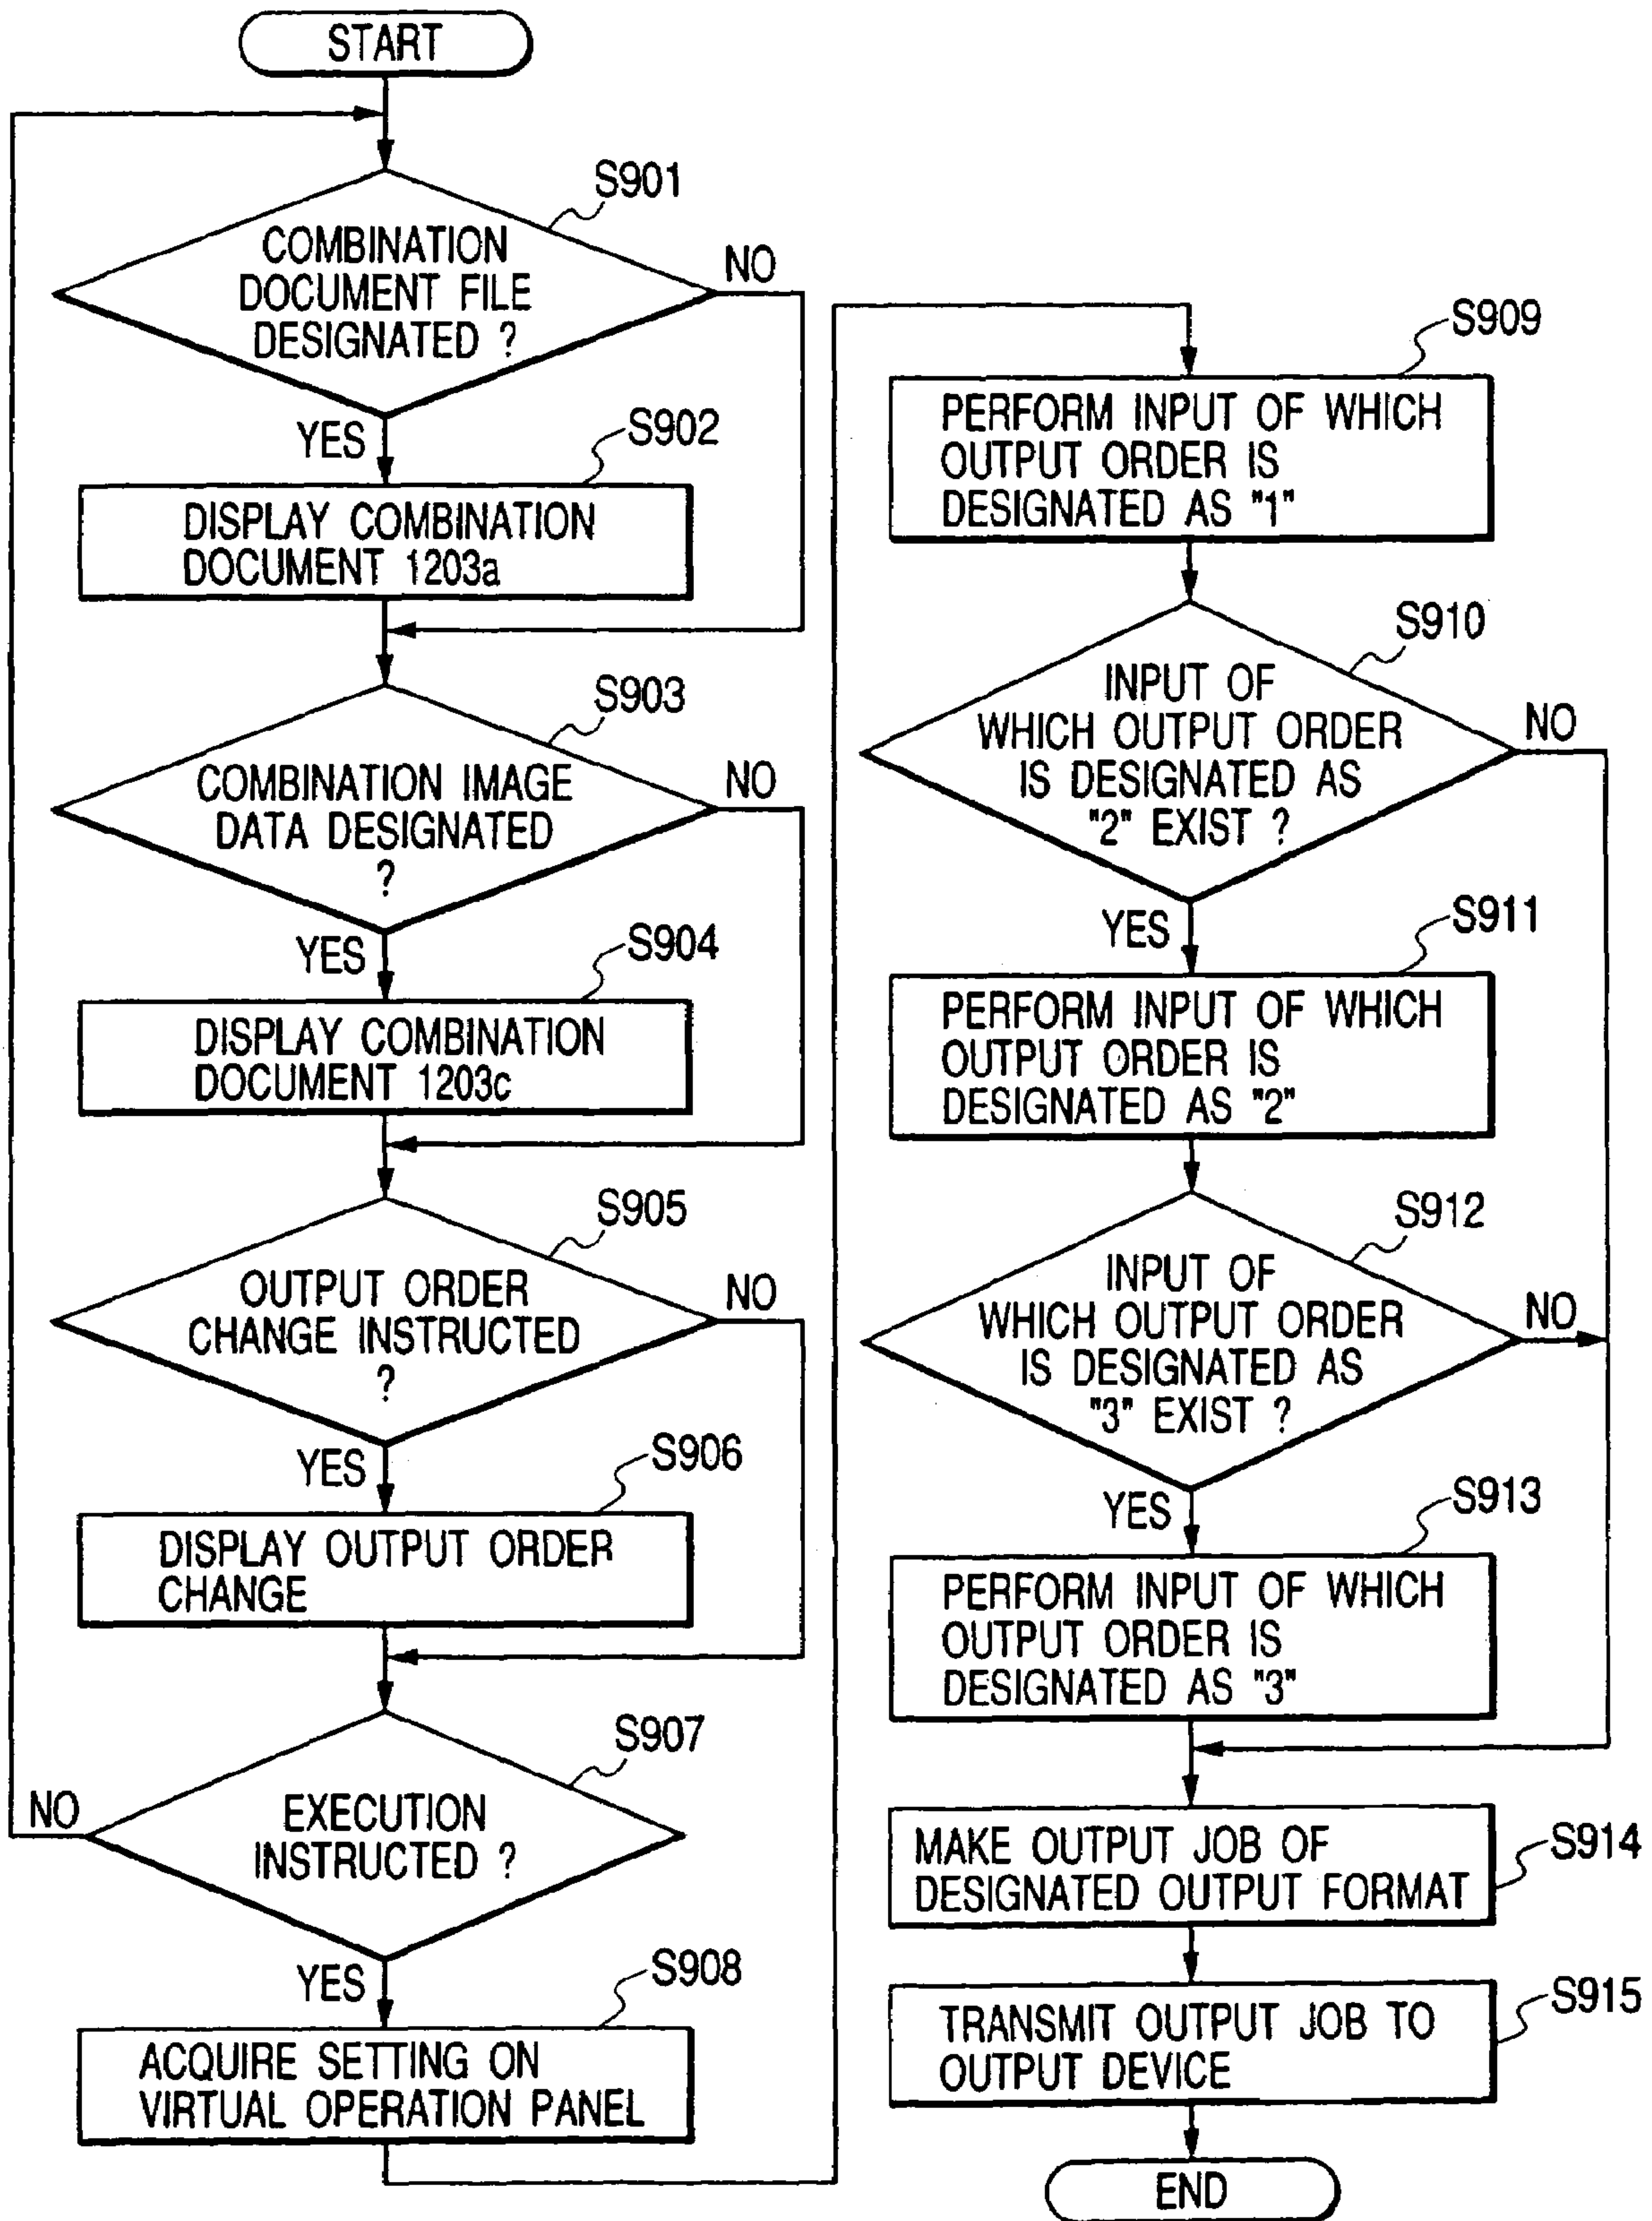 START
S901
COMBINATION
DOCUMENT FILE
DESIGNATED ?
NO
YES
S902
DISPLAY COMBINATION
DOCUMENT 1203a
S903
COMBINATION IMAGE
DATA DESIGNATED
?
NO
YES
S904
DISPLAY COMBINATION
DOCUMENT 1203c
S905
OUTPUT ORDER
CHANGE INSTRUCTED
?
NO
YES
S906
DISPLAY OUTPUT ORDER
CHANGE
S907
EXECUTION
INSTRUCTED ?
NO
YES
S908
ACQUIRE SETTING ON
VIRTUAL OPERATION PANEL
S909
PERFORM INPUT OF WHICH
OUTPUT ORDER IS
DESIGNATED AS "1"
S910
INPUT OF
WHICH OUTPUT ORDER
IS DESIGNATED AS
"2" EXIST ?
NO
YES
S911
PERFORM INPUT OF WHICH
OUTPUT ORDER IS
DESIGNATED AS "2"
S912
INPUT OF
WHICH OUTPUT ORDER
IS DESIGNATED AS
"3" EXIST ?
NO
YES
S913
PERFORM INPUT OF WHICH
OUTPUT ORDER IS
DESIGNATED AS "3"
S914
MAKE OUTPUT JOB OF
DESIGNATED OUTPUT FORMAT
S915
TRANSMIT OUTPUT JOB TO
OUTPUT DEVICE
END